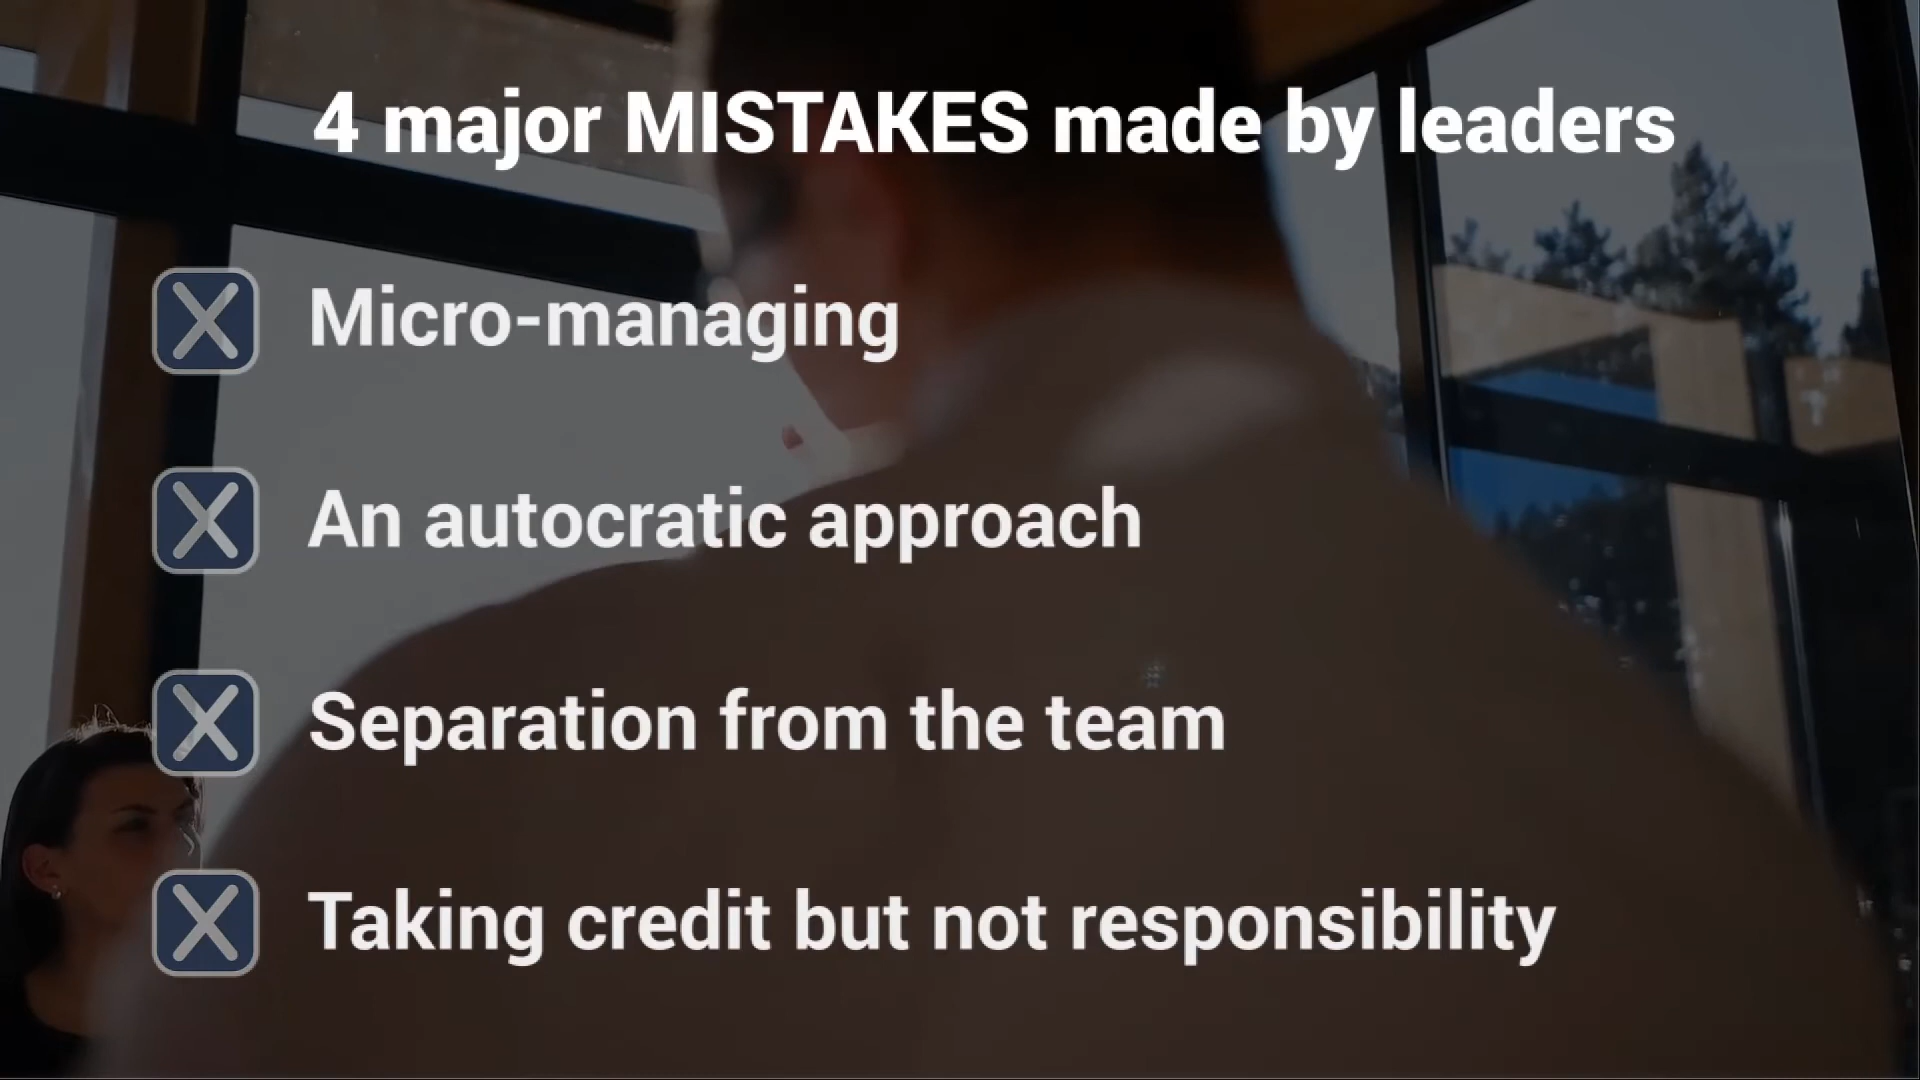 4 major MISTAKES made by leaders
Micro-managing
An autocratic approach
Separation from the team
Taking credit but not responsibility